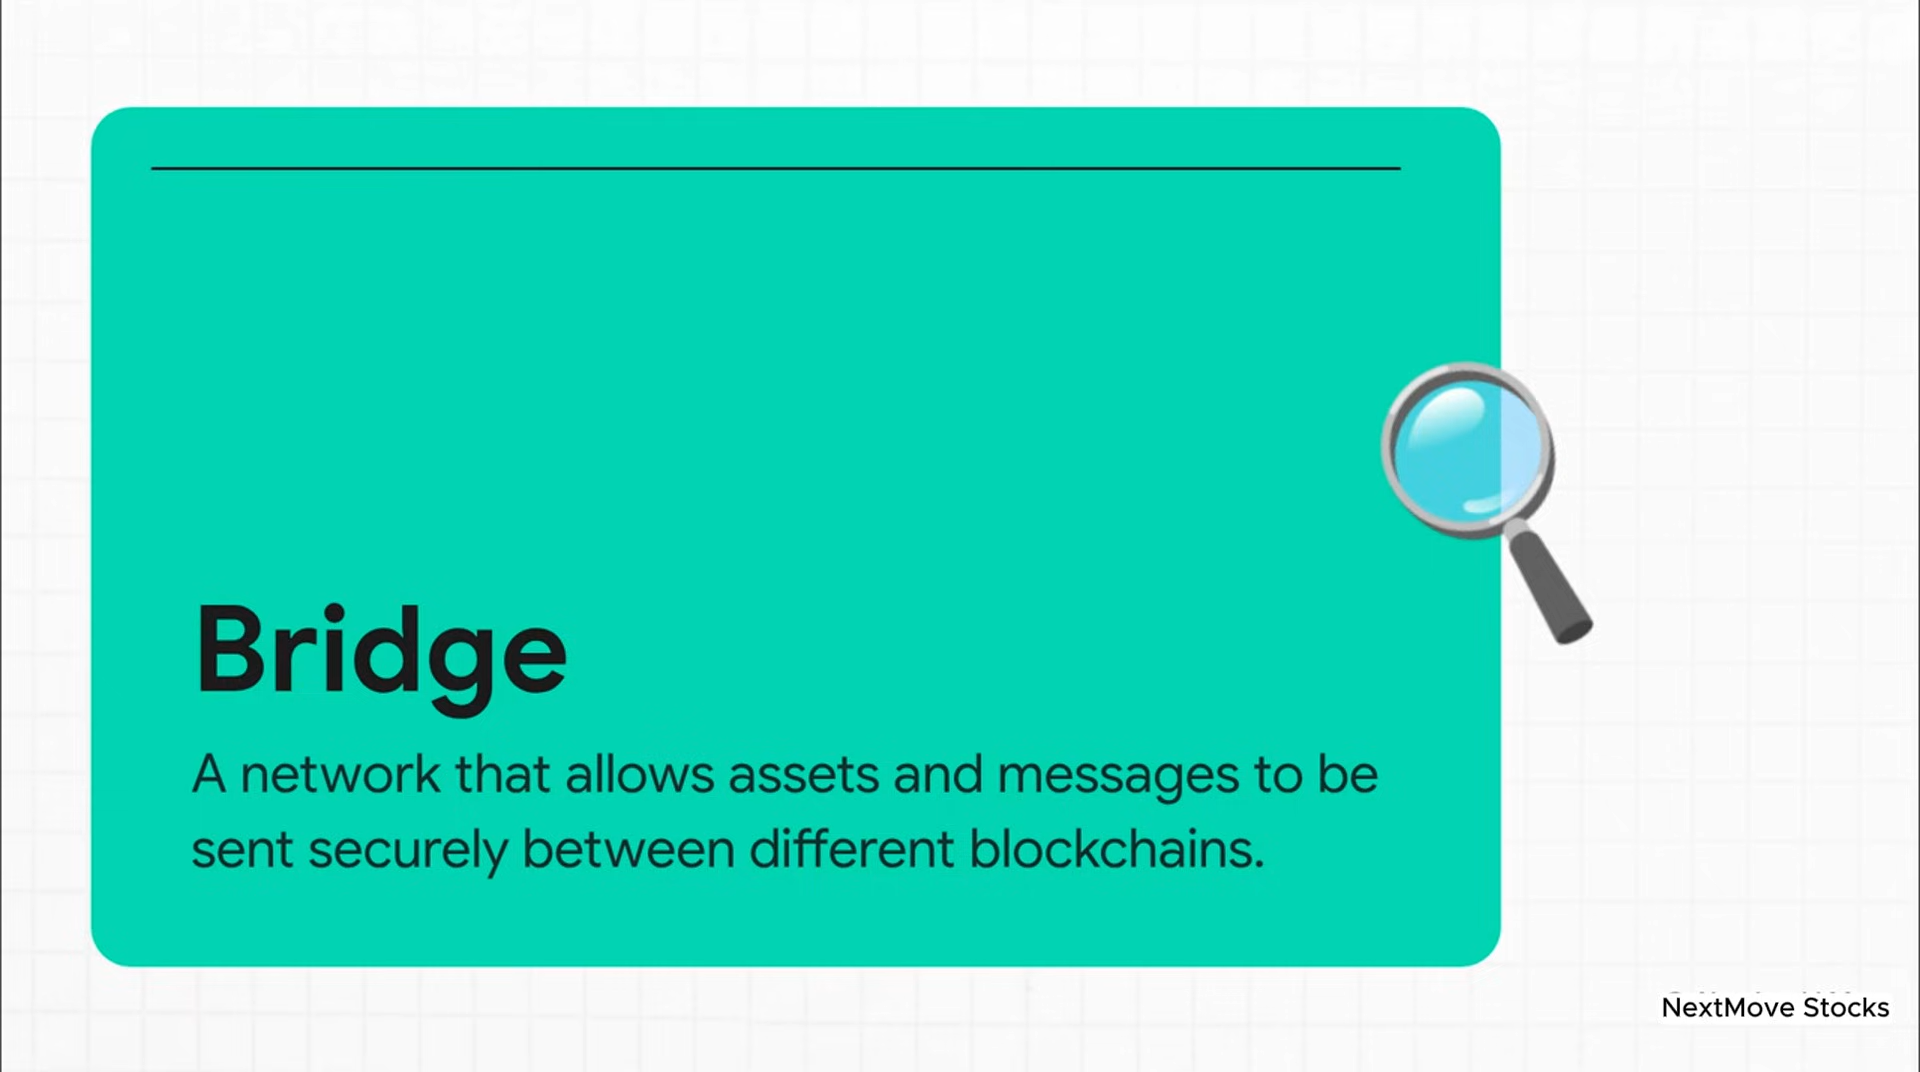 Bridge
A network that allows assets and messages to be
sent securely between different blockchains.
NextMove Stocks